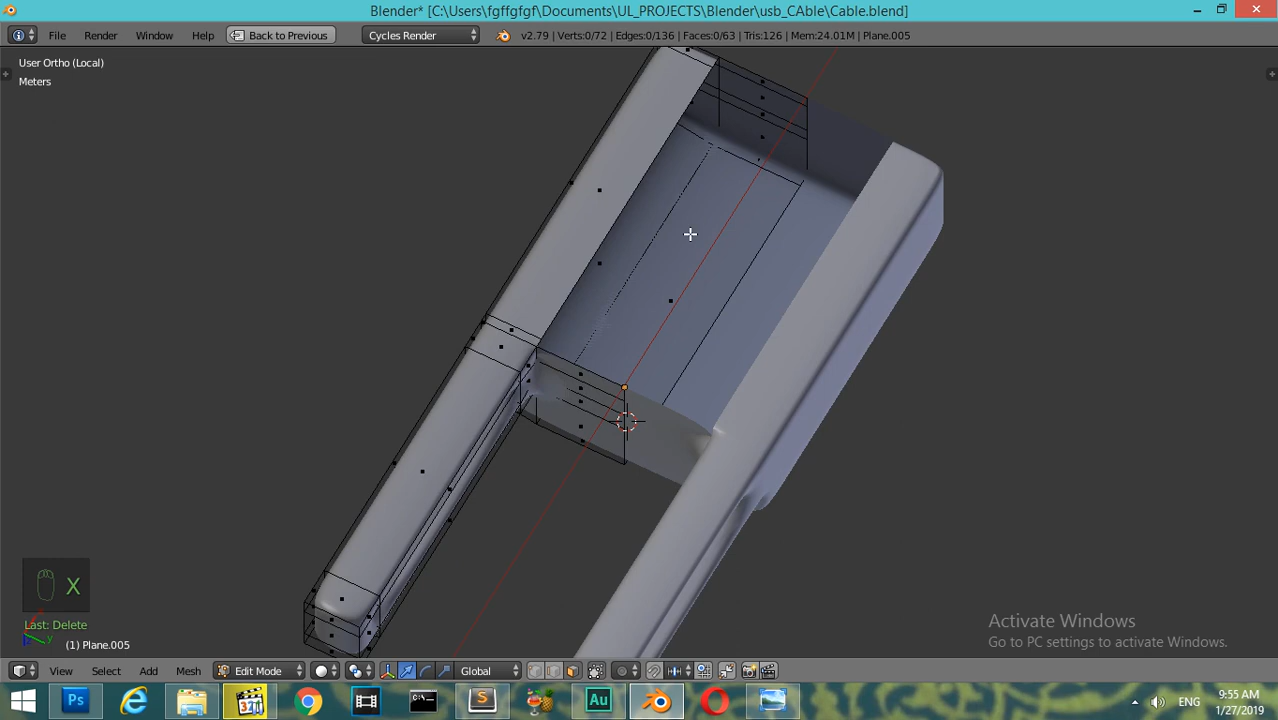 Blender* [C:\Users\fgffgfgf\Documents\UL_PROJECTS\Blender\usb_CAble\Cable.blend]
File Render Window Help Back to Previous Cycles Render v2.79 | Verts:0/72 | Edges:0/136 | Faces:0/63 | Tris:126 | Mem:24.01M | Plane.005
User Ortho (Local)
Meters
X
Last: Delete
(1) Plane.005
Activate Windows
Go to PC settings to activate Windows.
View Select Add Mesh Edit Mode Global
Ps 321 S Au ENG 9:55 AM
1/27/2019